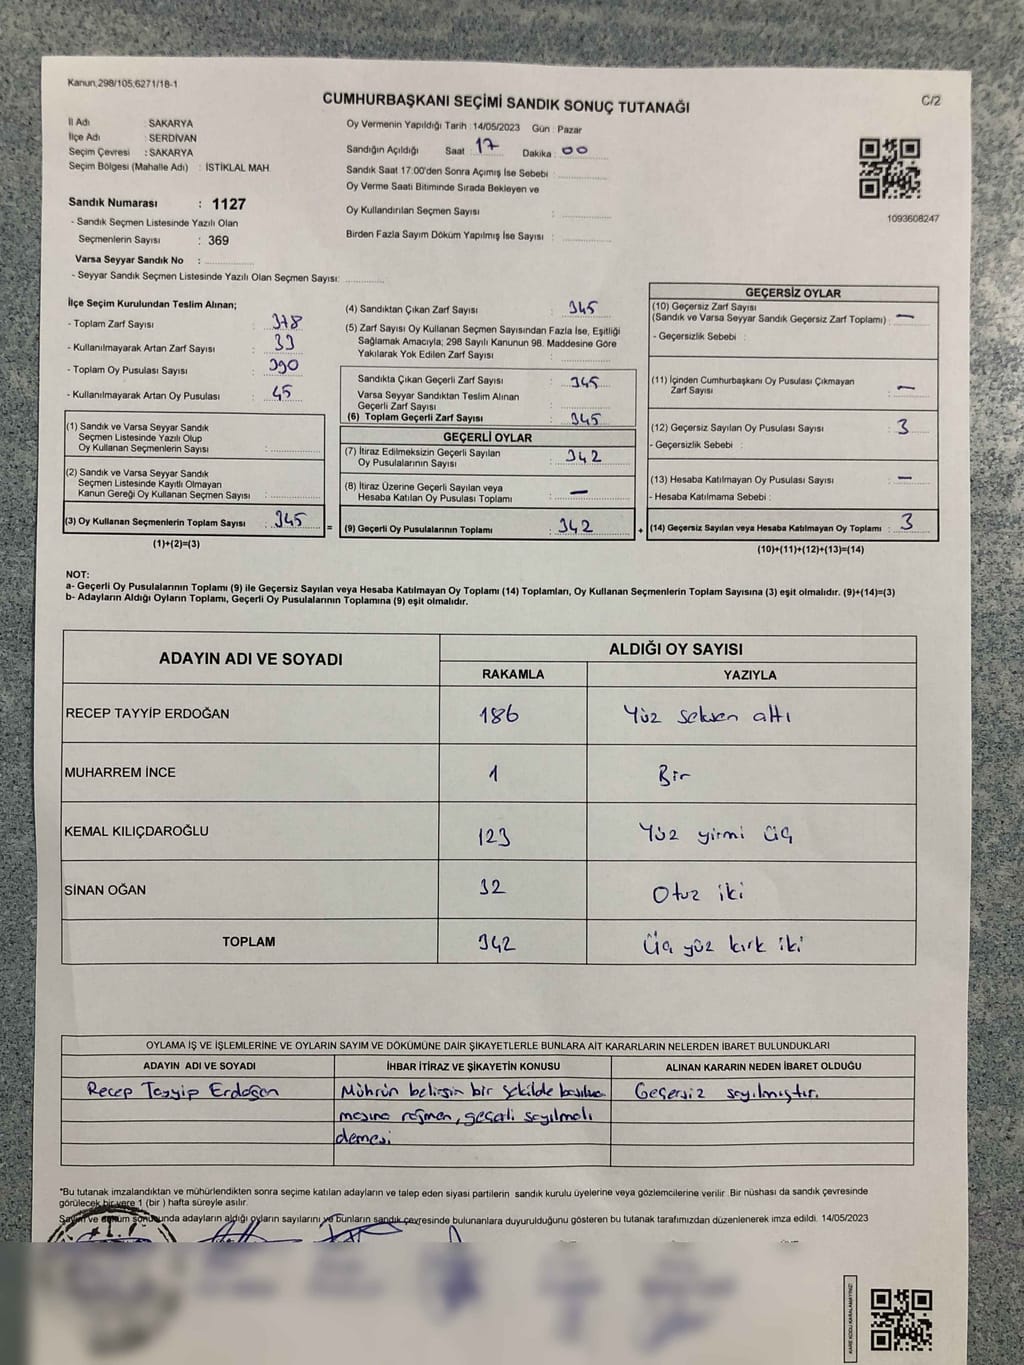 Kanun.298/105,6271/18-1
CUMHURBAŞKANI SEÇİMİ SANDIK SONUÇ TUTANAĞI
C/2
İl Adı : SAKARYA
İlçe Adı : SERDİVAN
Seçim Çevresi : SAKARYA
Seçim Bölgesi (Mahalle Adı) : İSTİKLAL MAH.
Oy Vermenin Yapıldığı Tarih : 14/05/2023 Gün : Pazar
Sandığın Açıldığı Saat : 17 Dakika : 00
Sandık Saat 17:00'den Sonra Açımış İse Sebebi :
Oy Verme Saati Bitiminde Sırada Bekleyen ve
Oy Kullandırılan Seçmen Sayısı :
Birden Fazla Sayım Döküm Yapılmış İse Sayısı :
1093608247
Sandık Numarası : 1127
- Sandık Seçmen Listesinde Yazılı Olan
Seçmenlerin Sayısı : 369
Varsa Seyyar Sandık No :
- Seyyar Sandık Seçmen Listesinde Yazılı Olan Seçmen Sayısı:
İlçe Seçim Kurulundan Teslim Alınan;
- Toplam Zarf Sayısı : 378
- Kullanılmayarak Artan Zarf Sayısı : 33
- Toplam Oy Pusulası Sayısı : 390
- Kullanılmayarak Artan Oy Pusulası : 45
(1) Sandık ve Varsa Seyyar Sandık
Seçmen Listesinde Yazılı Olup
Oy Kullanan Seçmenlerin Sayısı :
(2) Sandık ve Varsa Seyyar Sandık
Seçmen Listesinde Kayıtlı Olmayan
Kanun Gereği Oy Kullanan Seçmen Sayısı :
(3) Oy Kullanan Seçmenlerin Toplam Sayısı : 345
(1)+(2)=(3)
(4) Sandıktan Çıkan Zarf Sayısı : 345
(5) Zarf Sayısı Oy Kullanan Seçmen Sayısından Fazla İse, Eşitliği
Sağlamak Amacıyla; 298 Sayılı Kanunun 98. Maddesine Göre
Yakılarak Yok Edilen Zarf Sayısı :
Sandıkta Çıkan Geçerli Zarf Sayısı : 345
Varsa Seyyar Sandıktan Teslim Alınan
Geçerli Zarf Sayısı :
(6) Toplam Geçerli Zarf Sayısı : 345
GEÇERLİ OYLAR
(7) İtiraz Edilmeksizin Geçerli Sayılan
Oy Pusulalarının Sayısı : 342
(8) İtiraz Üzerine Geçerli Sayılan veya
Hesaba Katılan Oy Pusulası Toplamı : —
= (9) Geçerli Oy Pusulalarının Toplamı : 342
GEÇERSİZ OYLAR
(10) Geçersiz Zarf Sayısı
(Sandık ve Varsa Seyyar Sandık Geçersiz Zarf Toplamı) : —
- Geçersizlik Sebebi :
(11) İçinden Cumhurbaşkanı Oy Pusulası Çıkmayan
Zarf Sayısı : —
(12) Geçersiz Sayılan Oy Pusulası Sayısı : 3
- Geçersizlik Sebebi :
(13) Hesaba Katılmayan Oy Pusulası Sayısı : —
- Hesaba Katılmama Sebebi :
+ (14) Geçersiz Sayılan veya Hesaba Katılmayan Oy Toplamı : 3
(10)+(11)+(12)+(13)=(14)
NOT:
a- Geçerli Oy Pusulalarının Toplamı (9) ile Geçersiz Sayılan veya Hesaba Katılmayan Oy Toplamı (14) Toplamları, Oy Kullanan Seçmenlerin Toplam Sayısına (3) eşit olmalıdır. (9)+(14)=(3)
b- Adayların Aldığı Oyların Toplamı, Geçerli Oy Pusulalarının Toplamına (9) eşit olmalıdır.
ADAYIN ADI VE SOYADI ALDIĞI OY SAYISI
RAKAMLA YAZIYLA
RECEP TAYYİP ERDOĞAN 186 Yüz seksen altı
MUHARREM İNCE 1 Bir
KEMAL KILIÇDAROĞLU 123 Yüz yirmi üç
SİNAN OĞAN 32 Otuz iki
TOPLAM 342 Üç yüz kırk iki
OYLAMA İŞ VE İŞLEMLERİNE VE OYLARIN SAYIM VE DÖKÜMÜNE DAİR ŞİKAYETLERLE BUNLARA AİT KARARLARIN NELERDEN İBARET BULUNDUKLARI
ADAYIN ADI VE SOYADI İHBAR İTİRAZ VE ŞİKAYETİN KONUSU ALINAN KARARIN NEDEN İBARET OLDUĞU
Recep Tayyip Erdoğan Mührün belirgin bir şekilde basılma Geçersiz sayılmıştır.
masına rağmen, geçerli sayılmalı
demesi
*Bu tutanak imzalandıktan ve mühürlendikten sonra seçime katılan adayların ve talep eden siyasi partilerin sandık kurulu üyelerine veya gözlemcilerine verilir .Bir nüshası da sandık çevresinde
görülecek bir yere 1 (bir ) hafta süreyle asılır.
Sayım ve döküm sonucunda adayların aldığı oyların sayılarını ve bunların sandık çevresinde bulunanlara duyurulduğunu gösteren bu tutanak tarafımızdan düzenlenerek imza edildi. 14/05/2023
KARE KODU KARALAMAYINIZ!